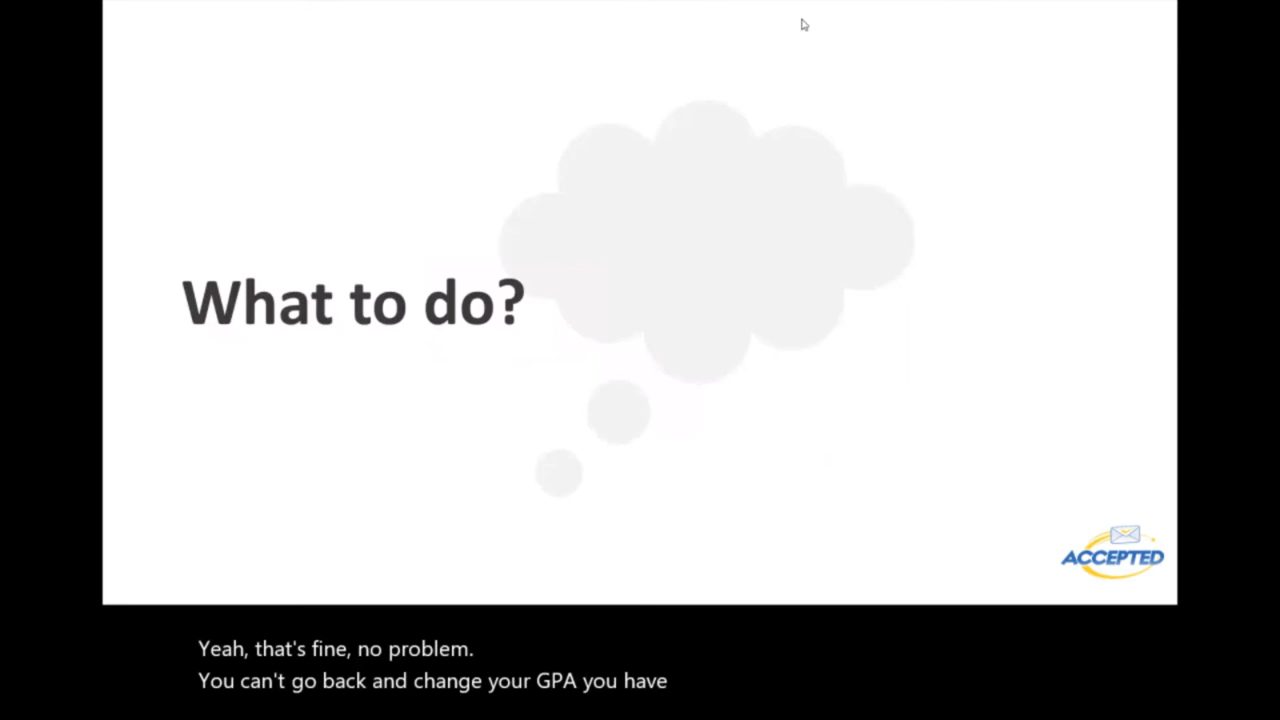 What to do?
ACCEPTED
Yeah, that's fine, no problem.
You can't go back and change your GPA you have